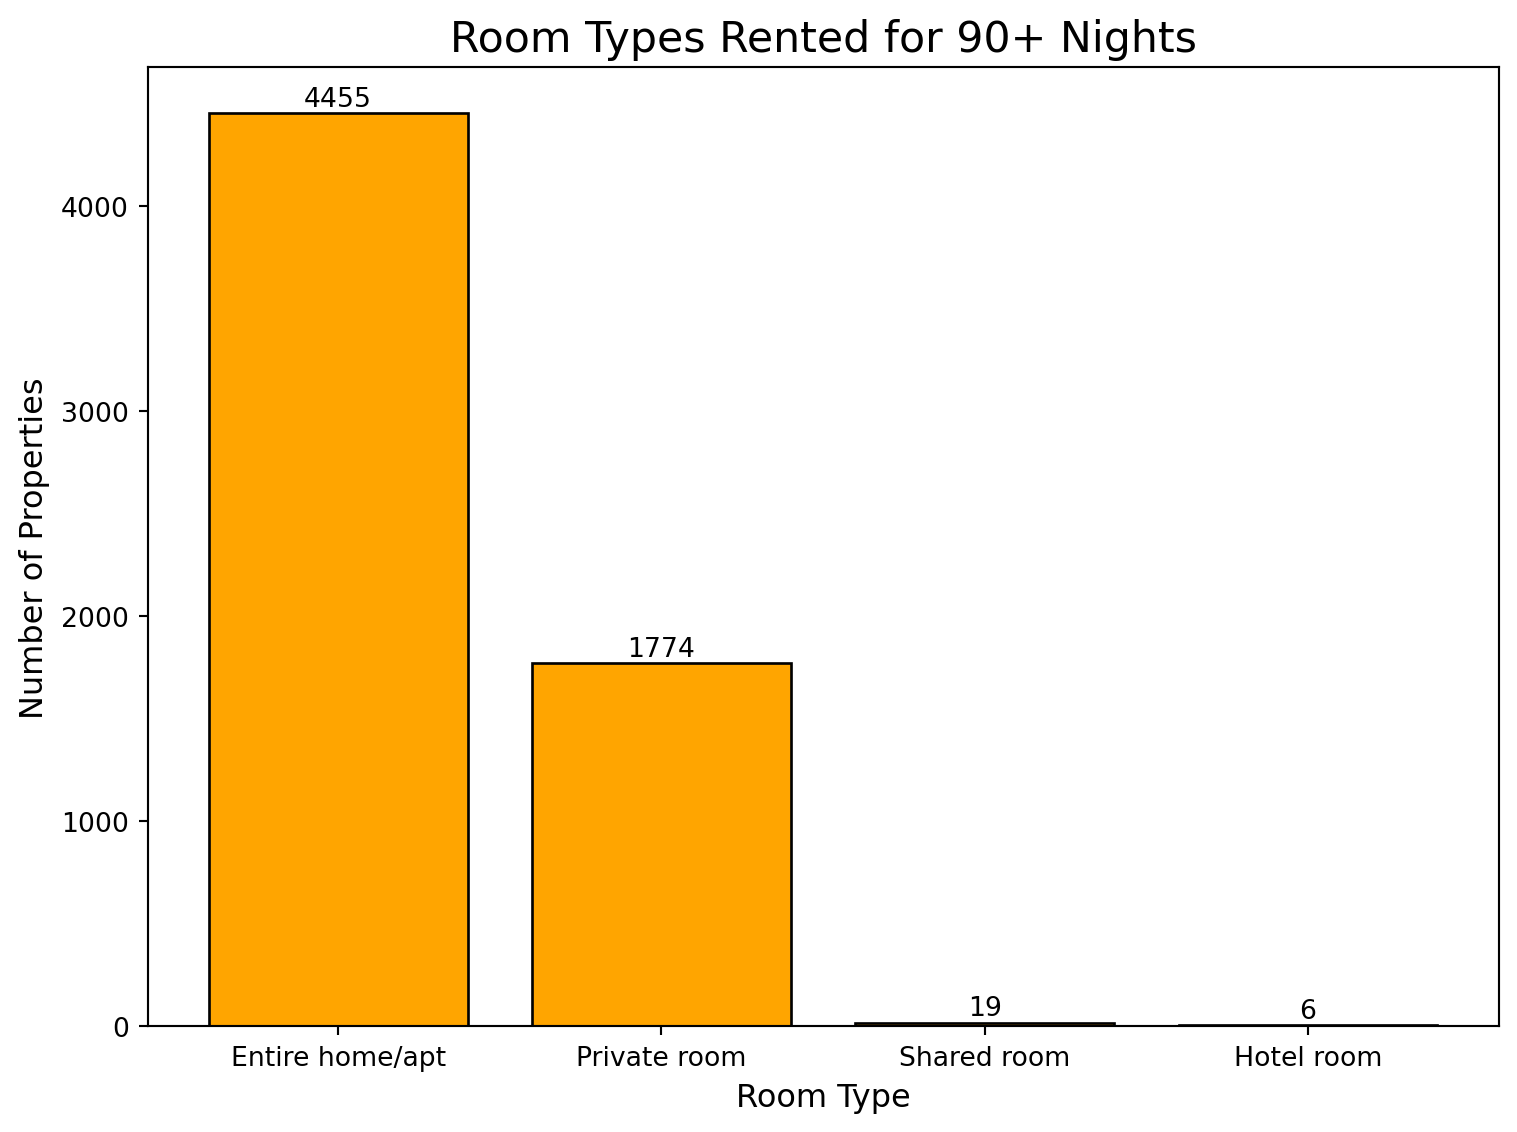 Room Types Rented for 90+ Nights
4455
4000
3000
2000
1774
1000
19
6
0
Number of Properties
Entire home/apt
Private room
Shared room
Hotel room
Room Type